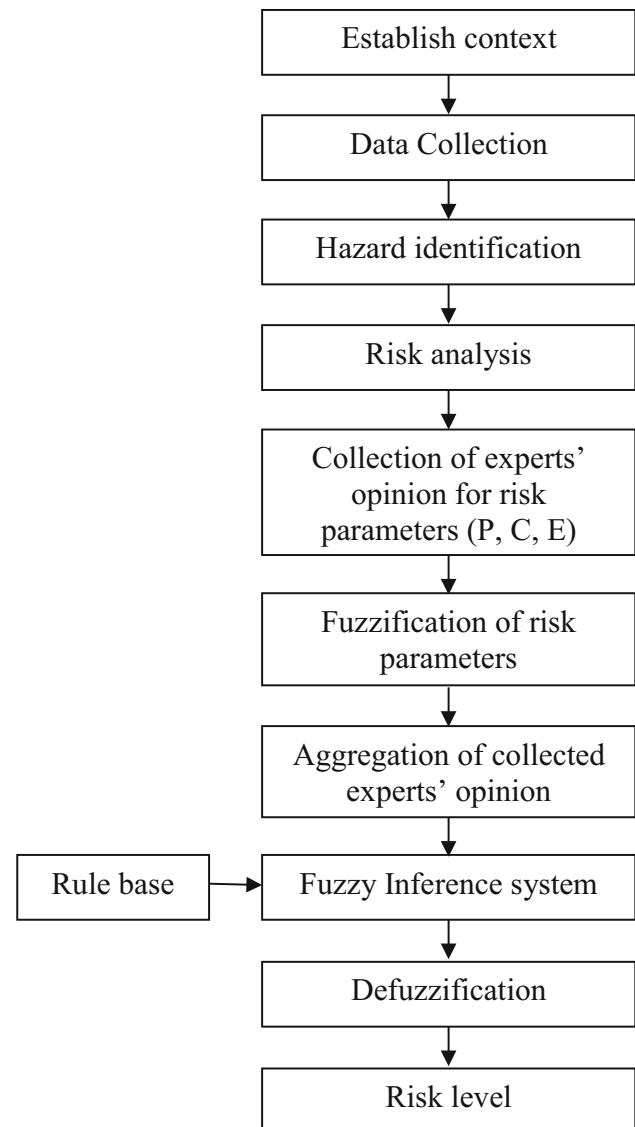 Establish context
Data Collection
Hazard identification
Risk analysis
Collection of experts’
opinion for risk
parameters (P, C, E)
Fuzzification of risk
parameters
Aggregation of collected
experts’ opinion
Rule base
Fuzzy Inference system
Defuzzification
Risk level